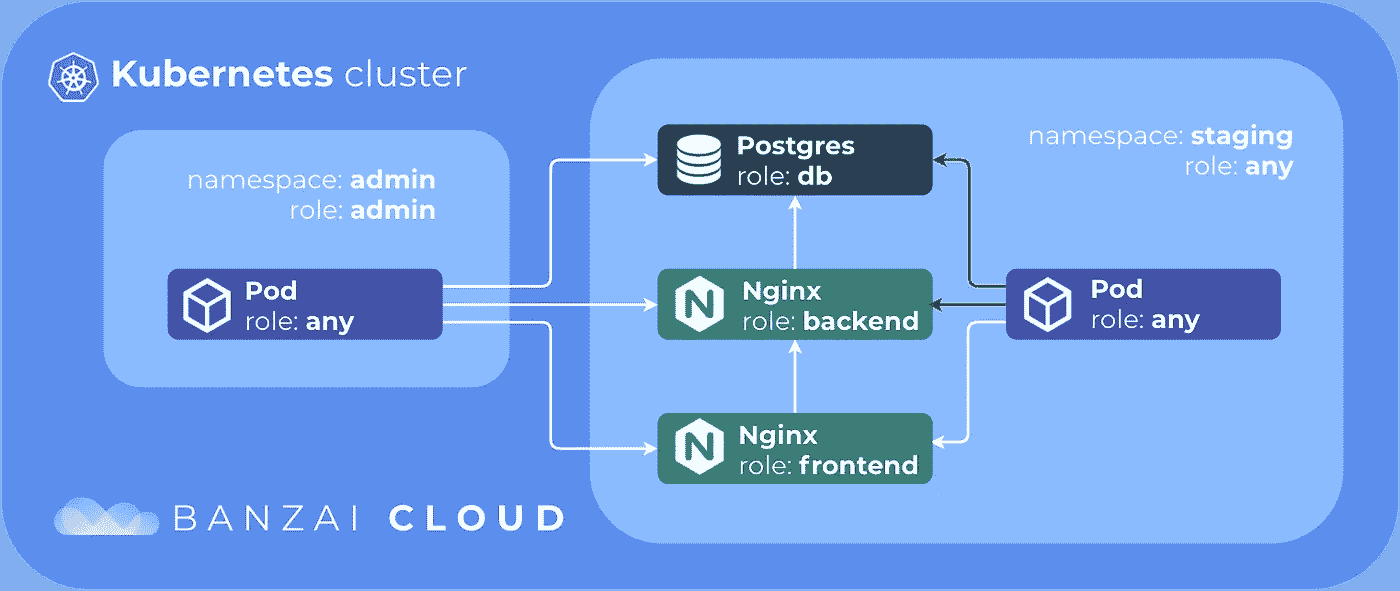 Kubernetes cluster
namespace: admin
role: admin
Pod
role: any
Postgres
role: db
Nginx
role: backend
Nginx
role: frontend
namespace: staging
role: any
Pod
role: any
BANZAI CLOUD